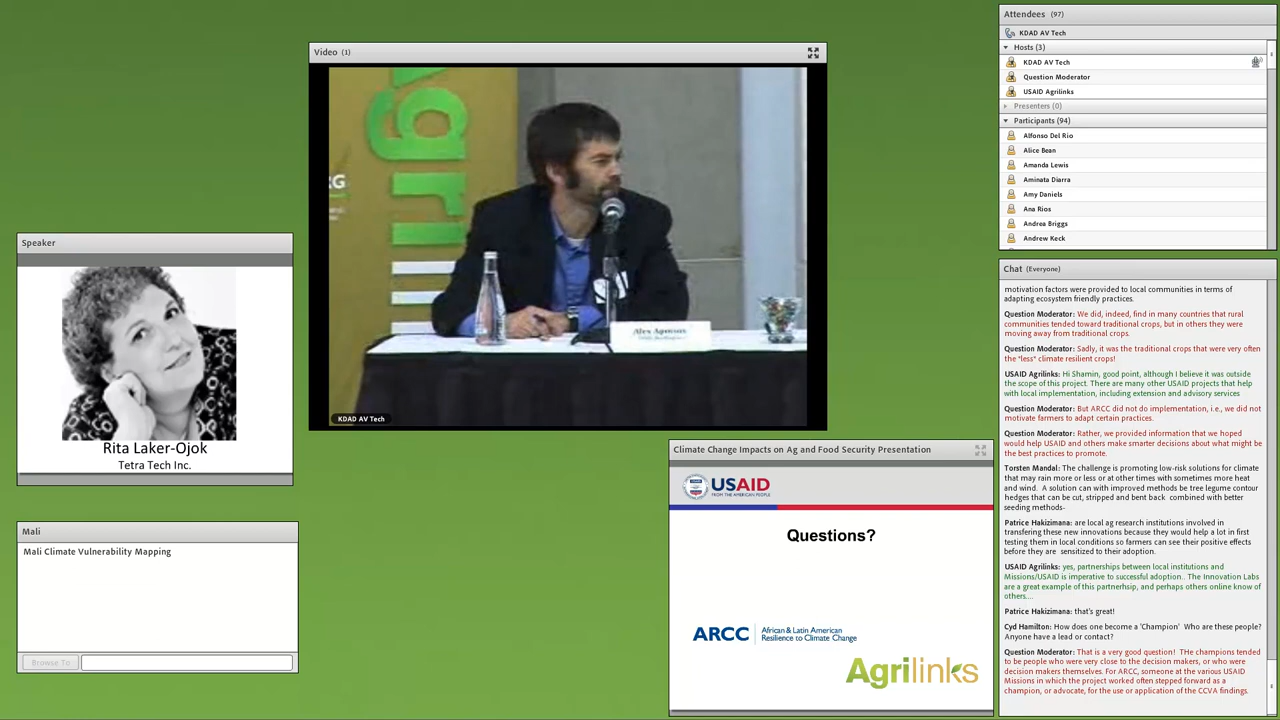 Speaker
Rita Laker-Ojok
Tetra Tech Inc.
Mali
Mali Climate Vulnerability Mapping
Browse To
Video (1)
Agrili
RG
KDAD AV Tech
Climate Change Impacts on Ag and Food Security Presentation
USAID
FROM THE AMERICAN PEOPLE
Questions?
ARCC
African & Latin American
Resilience to Climate Change
Agrilinks
Attendees (97)
KDAD AV Tech
Hosts (3)
KDAD AV Tech
Question Moderator
USAID Agrilinks
Presenters (0)
Participants (94)
Alfonso Del Rio
Alice Bean
Amanda Lewis
Aminata Diarra
Amy Daniels
Ana Rios
Andrea Briggs
Andrew Keck
Chat (Everyone)
motivation factors were provided to local communities in terms of
adapting ecosystem friendly practices.
Question Moderator: We did, indeed, find in many countries that rural
communities tended toward traditional crops, but in others they were
moving away from traditional crops.
Question Moderator: Sadly, it was the traditional crops that were very often
the *less* climate resilient crops!
USAID Agrilinks: Hi Shamin, good point, although I believe it was outside
the scope of this project. There are many other USAID projects that help
with local implementation, including extension and advisory services
Question Moderator: But ARCC did not do implementation, i.e., we did not
motivate farmers to adapt certain practices.
Question Moderator: Rather, we provided information that we hoped
would help USAID and others make smarter decisions about what might be
the best practices to promote.
Torsten Mandal: The challenge is promoting low-risk solutions for climate
that may rain more or less or at other times with sometimes more heat
and wind. A solution can with improved methods be tree legume contour
hedges that can be cut, stripped and bent back combined with better
seeding methods-
Patrice Hakizimana: are local ag research institutions involved in
transfering these new innovations because they would help a lot in first
testing them in local conditions so farmers can see their positive effects
before they are sensitized to their adoption.
USAID Agrilinks: yes, partnerships between local institutions and
Missions/USAID is imperative to successful adoption.. The Innovation Labs
are a great example of this partnerhsip, and perhaps others online know of
others....
Patrice Hakizimana: that's great!
Cyd Hamilton: How does one become a 'Champion' Who are these people?
Anyone have a lead or contact?
Question Moderator: That is a very good question! THe champions tended
to be people who were very close to the decision makers, or who were
decision makers themselves. For ARCC, someone at the various USAID
Missions in which the project worked often stepped forward as a
champion, or advocate, for the use or application of the CCVA findings.